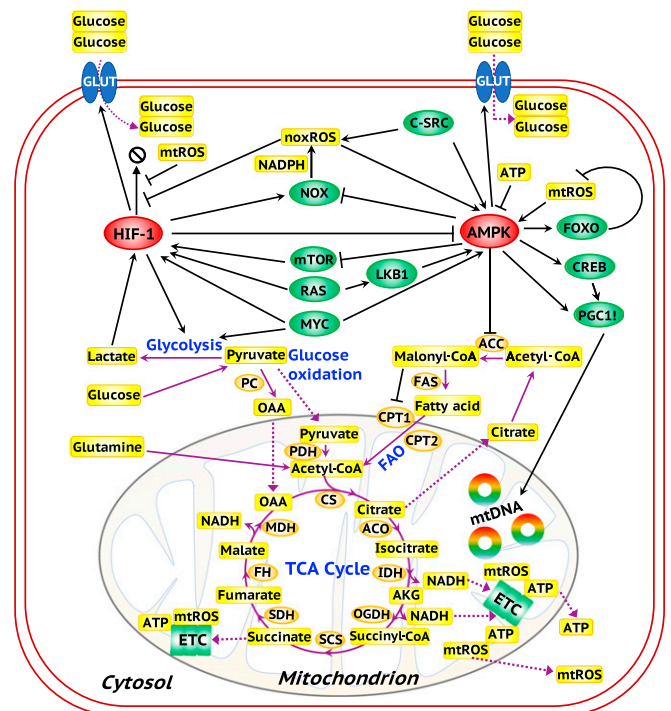 Glucose
Glucose
GLUT
Glucose
Glucose
Glucose
Glucose
GLUT
Glucose
Glucose
mtROS
noxROS
NADPH
NOX
C-SRC
ATP
mtROS
HIF-1
AMPK
FOXO
mTOR
LKB1
RAS
CREB
MYC
PGC1!
Glycolysis
Lactate
Pyruvate
Glucose
oxidation
PC
Glucose
OAA
ACC
Malonyl-CoA
Acetyl-CoA
FAS
Fatty acid
CPT1
CPT2
FAO
Citrate
Glutamine
Pyruvate
PDH
Acetyl-CoA
CS
OAA
Citrate
NADH
MDH
ACO
Malate
Isocitrate
FH
TCA Cycle
IDH
NADH
Fumarate
AKG
SDH
OGDH
NADH
Succinate
SCS
Succinyl-CoA
ATP
mtROS
ETC
mtDNA
mtROS
ATP
ETC
ATP
mtROS
ATP
mtROS
Cytosol
Mitochondrion